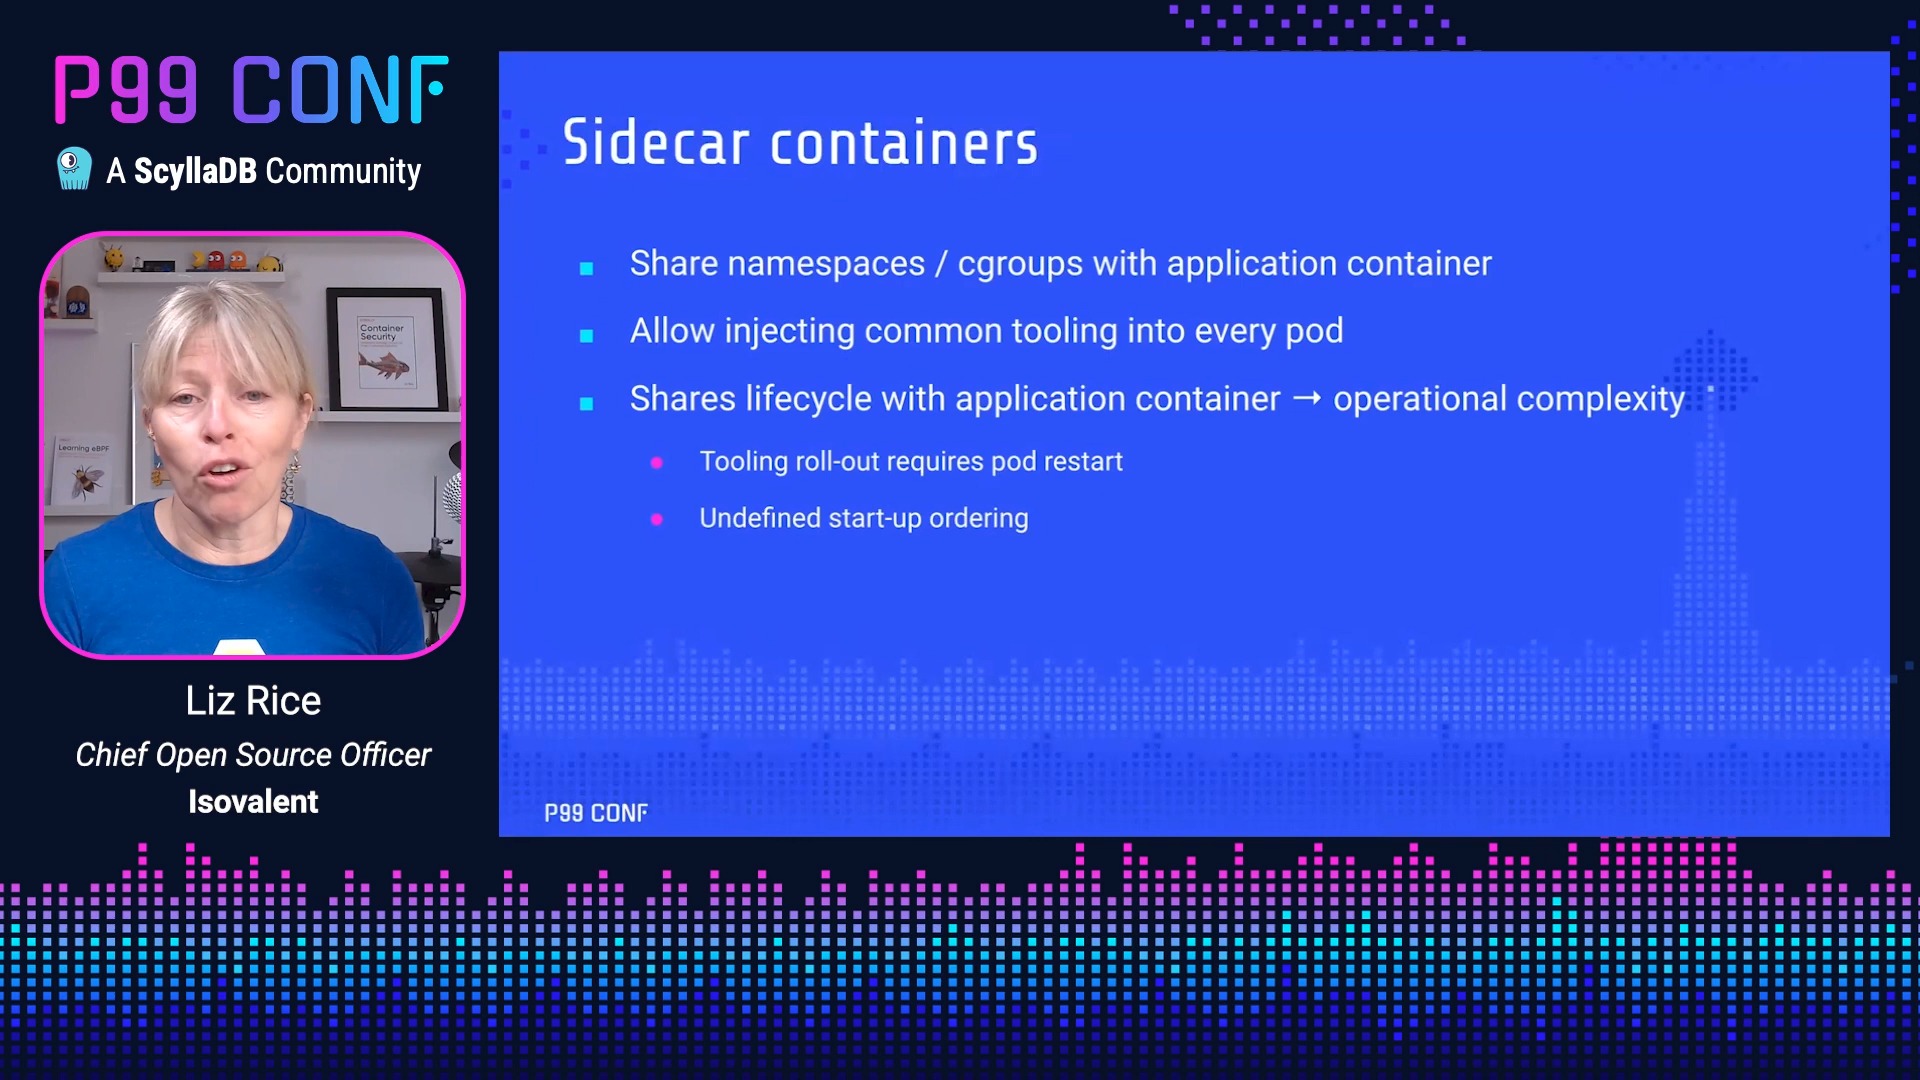 P99 CONF
A ScyllaDB Community
Container
Security
Learning eBPF
Liz Rice
Chief Open Source Officer
Isovalent
Sidecar containers
Share namespaces / cgroups with application container
Allow injecting common tooling into every pod
Shares lifecycle with application container → operational complexity
Tooling roll-out requires pod restart
Undefined start-up ordering
P99 CONF